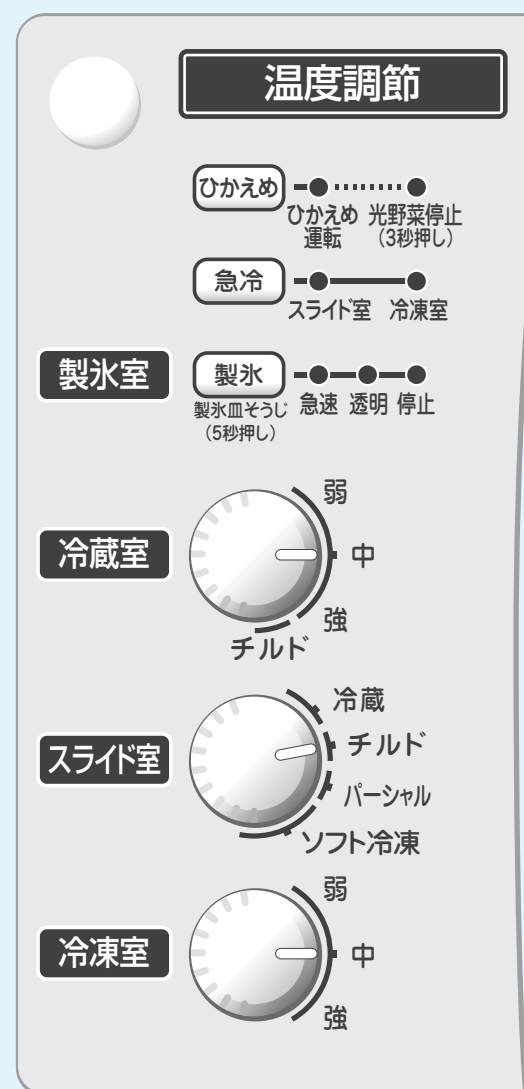 温度調節
ひかえめ
ひかえめ 光野菜停止
運転 (3秒押し)
急冷
スライド室 冷凍室
製氷室
製氷
急速 透明 停止
製氷皿そうじ
(5秒押し)
冷蔵室
弱
中
強
チルド
スライド室
冷蔵
チルド
パーシャル
ソフト冷凍
冷凍室
弱
中
強